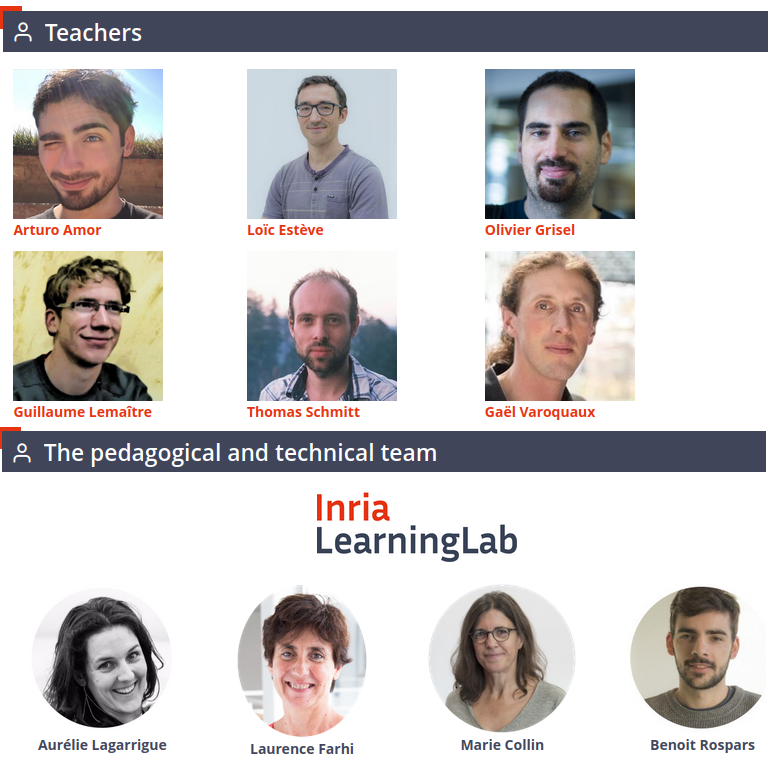 Teachers
Arturo Amor
Loïc Estève
Olivier Grisel
Guillaume Lemaître
Thomas Schmitt
Gaël Varoquaux
The pedagogical and technical team
Inria
LearningLab
Aurélie Lagarrigue
Laurence Farhi
Marie Collin
Benoit Rospars